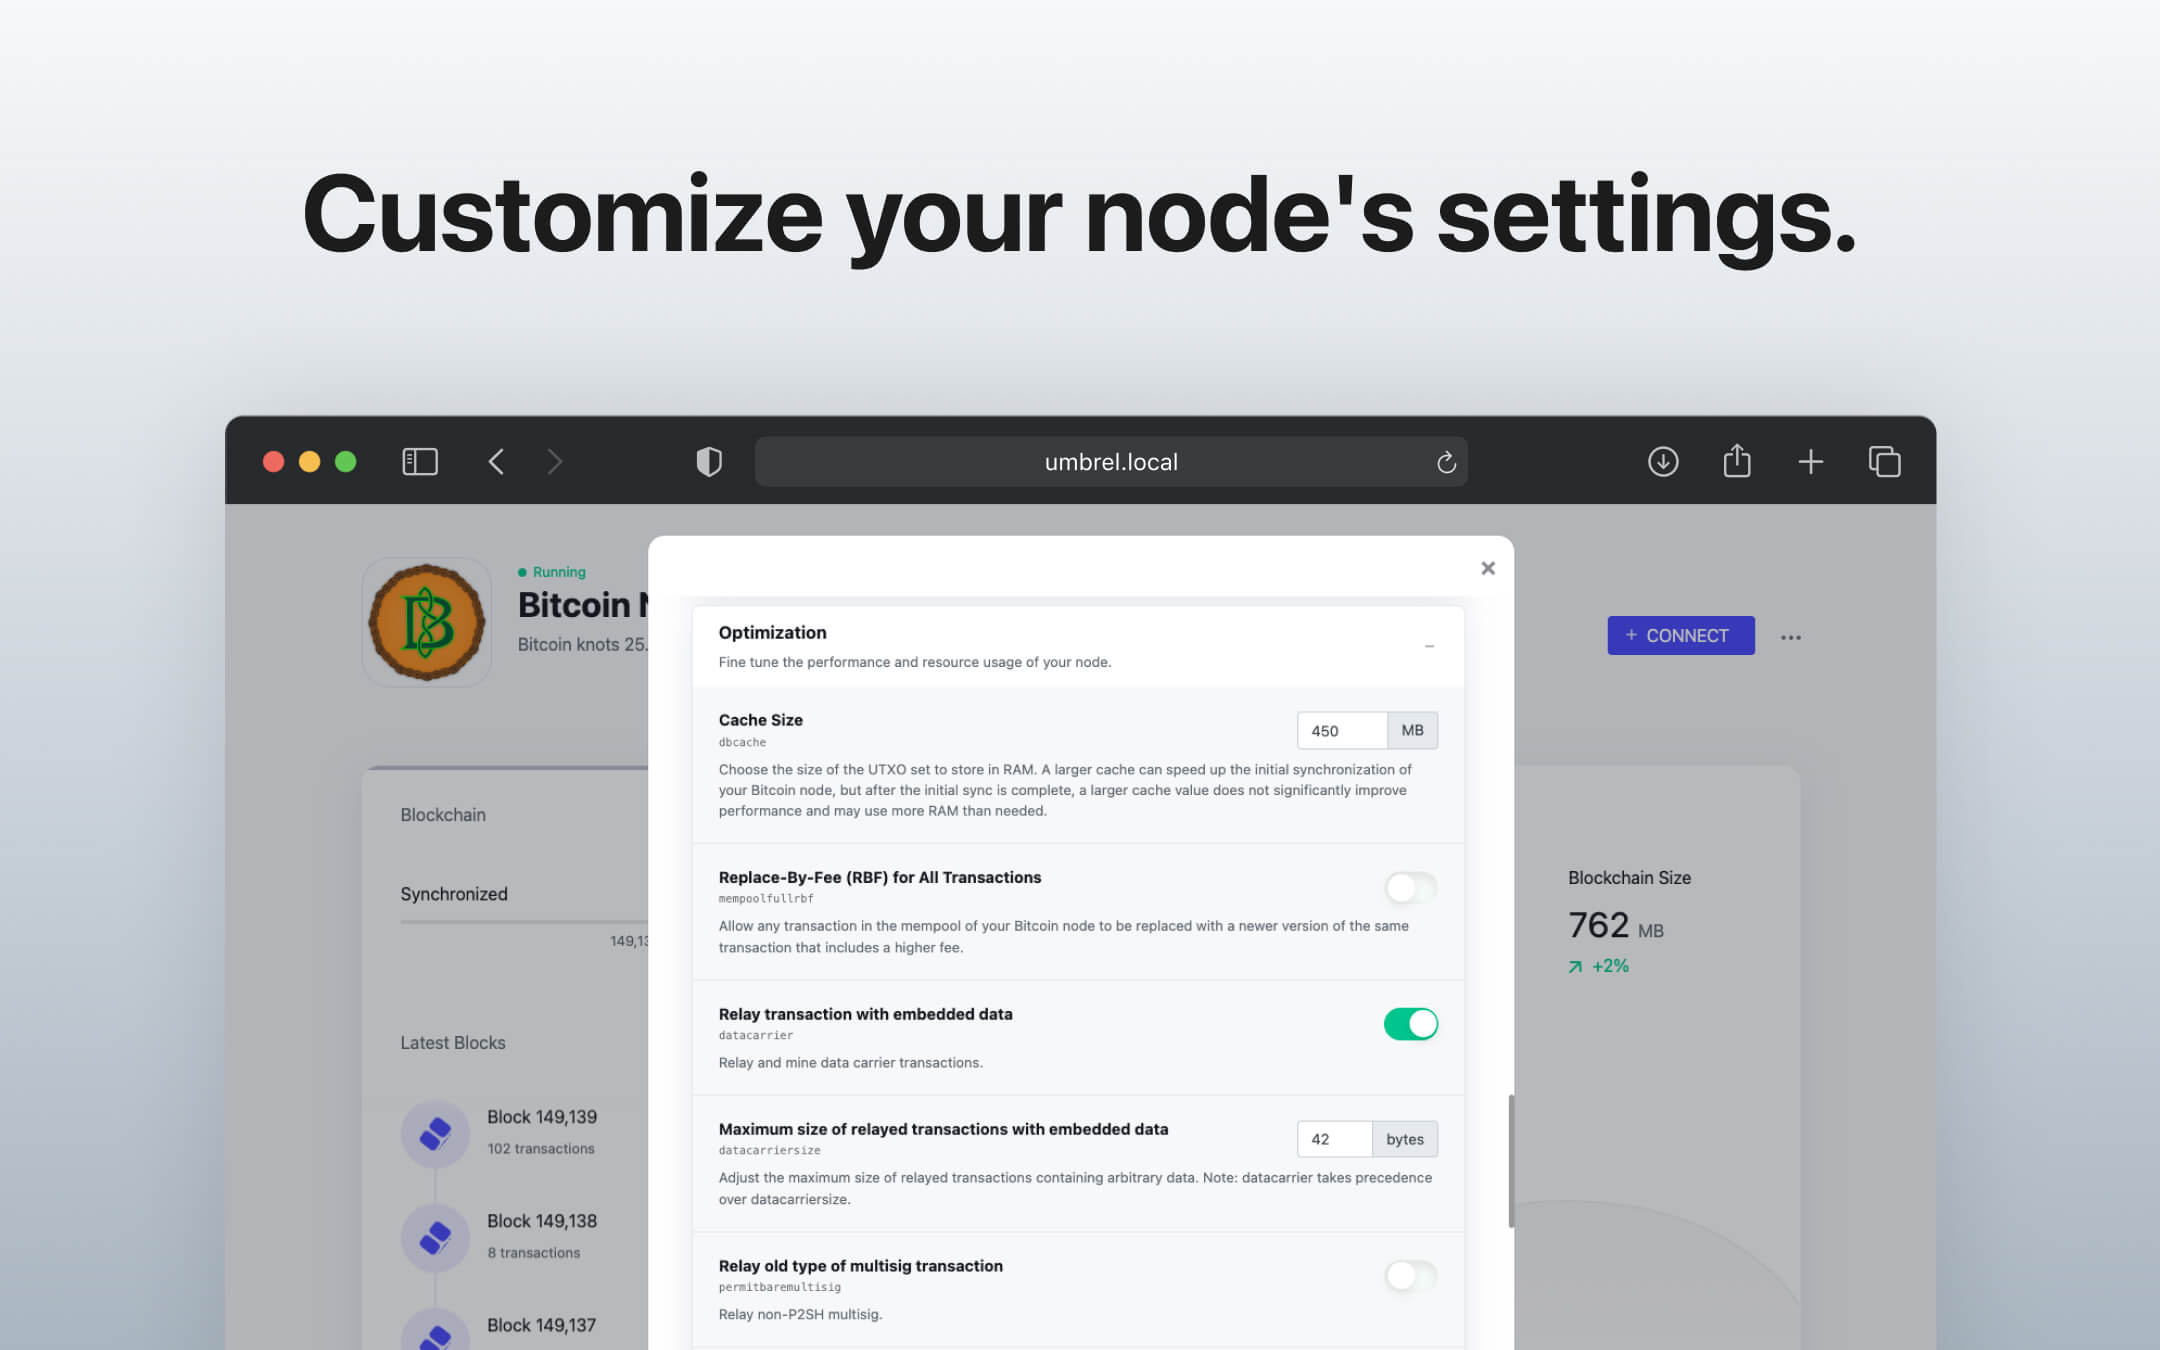 Customize your node's settings.
umbrel.local
Running
Bitcoin
Bitcoin knots 25.
+ CONNECT
Optimization
Fine tune the performance and resource usage of your node.
Cache Size
dbcache
450 MB
Choose the size of the UTXO set to store in RAM. A larger cache can speed up the initial synchronization of
your Bitcoin node, but after the initial sync is complete, a larger cache value does not significantly improve
performance and may use more RAM than needed.
Replace-By-Fee (RBF) for All Transactions
mempoolfullrbf
Allow any transaction in the mempool of your Bitcoin node to be replaced with a newer version of the same
transaction that includes a higher fee.
Relay transaction with embedded data
datacarrier
Relay and mine data carrier transactions.
Maximum size of relayed transactions with embedded data
datacarriersize
42 bytes
Adjust the maximum size of relayed transactions containing arbitrary data. Note: datacarrier takes precedence
over datacarriersize.
Relay old type of multisig transaction
permitbaremultisig
Relay non-P2SH multisig.
Blockchain
Synchronized
149,13
Latest Blocks
Block 149,139
102 transactions
Block 149,138
8 transactions
Block 149,137
Blockchain Size
762 MB
+2%